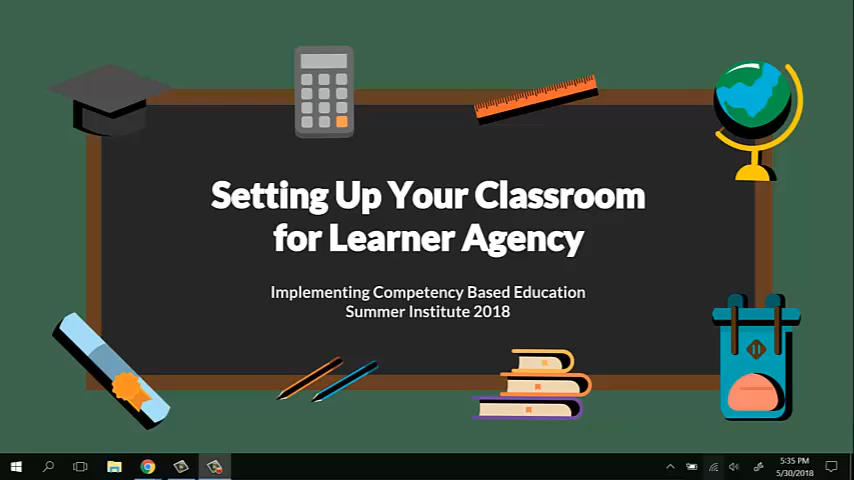 Setting Up Your Classroom
for Learner Agency
Implementing Competency Based Education
Summer Institute 2018
5:35 PM
5/30/2018